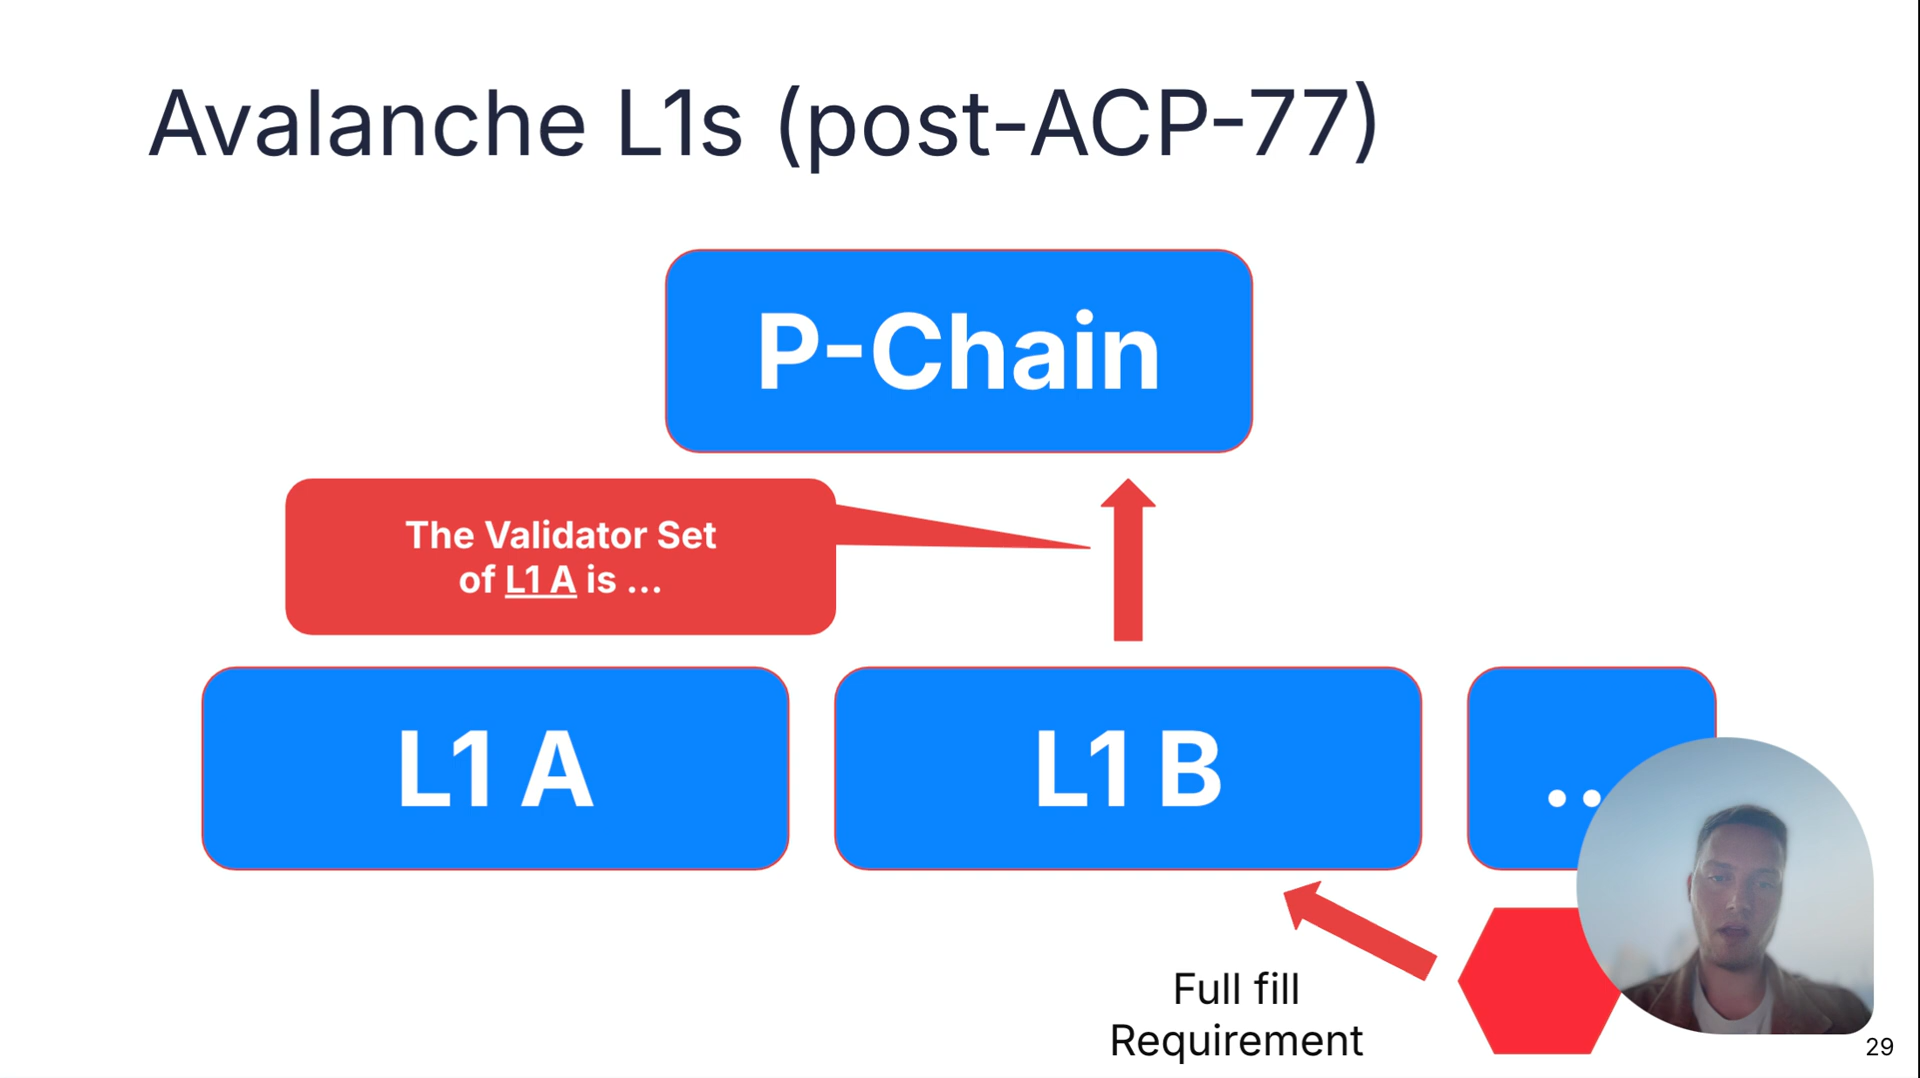 Avalanche L1s (post-ACP-77)
P-Chain
The Validator Set
of L1 A is ...
L1 A
L1 B
..
Full fill
Requirement
29